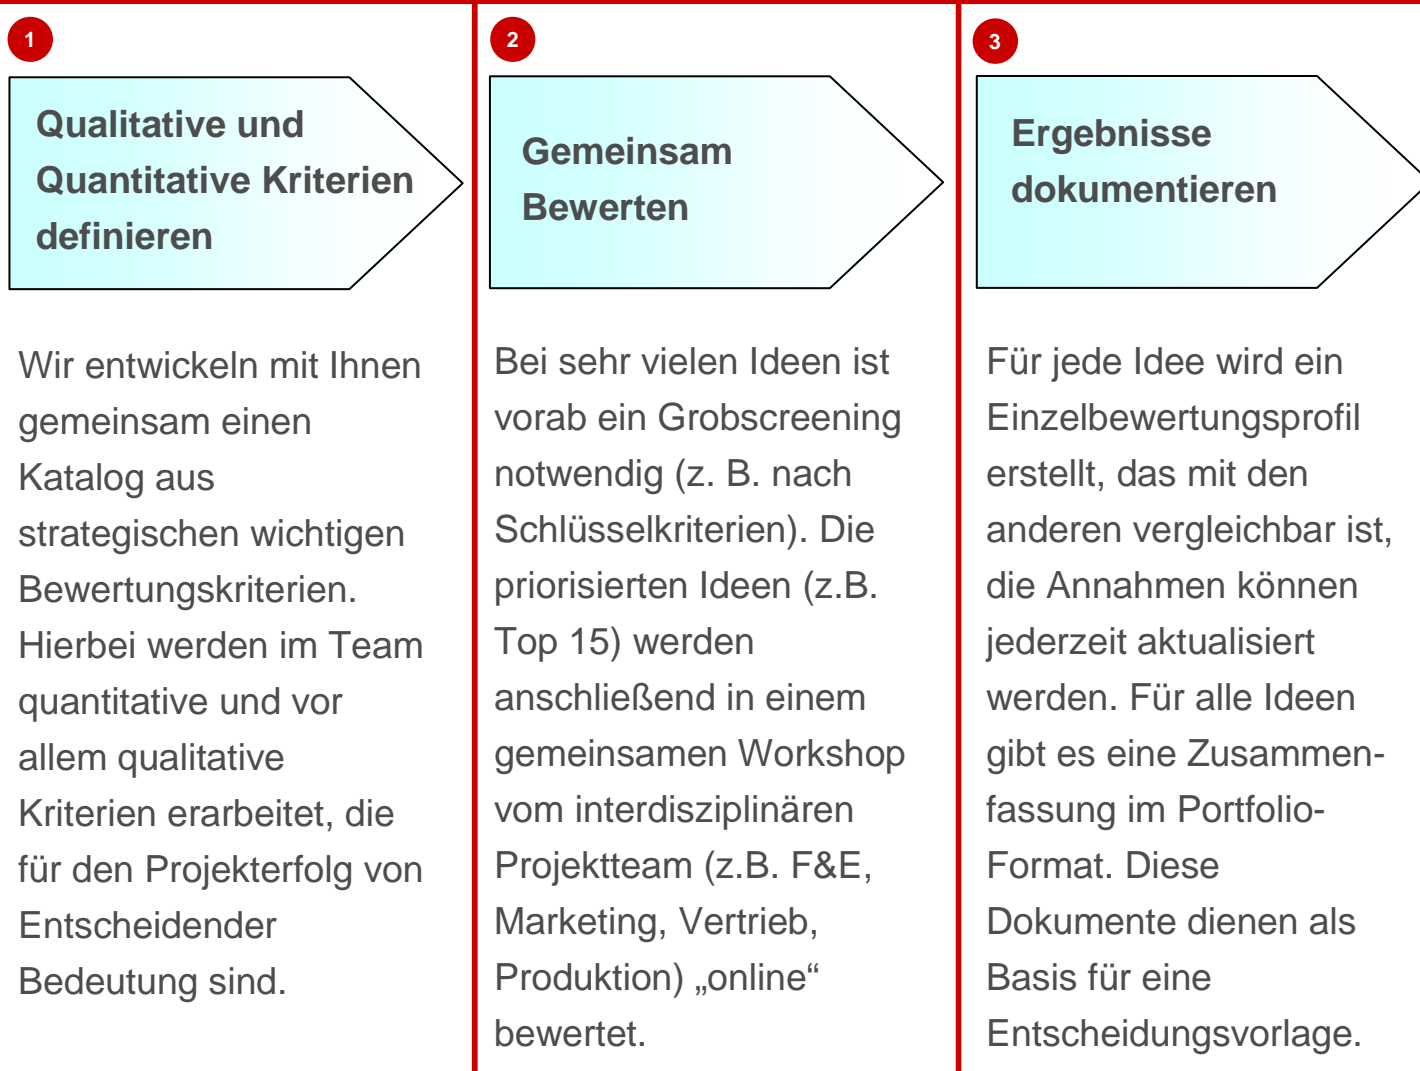 1
Qualitative und
Quantitative Kriterien
definieren
Wir entwickeln mit Ihnen
gemeinsam einen
Katalog aus
strategischen wichtigen
Bewertungskriterien.
Hierbei werden im Team
quantitative und vor
allem qualitative
Kriterien erarbeitet, die
für den Projekterfolg von
Entscheidender
Bedeutung sind.
2
Gemeinsam
Bewerten
Bei sehr vielen Ideen ist
vorab ein Grobscreening
notwendig (z. B. nach
Schlüsselkriterien). Die
priorisierten Ideen (z.B.
Top 15) werden
anschließend in einem
gemeinsamen Workshop
vom interdisziplinären
Projektteam (z.B. F&E,
Marketing, Vertrieb,
Produktion) „online“
bewertet.
3
Ergebnisse
dokumentieren
Für jede Idee wird ein
Einzelbewertungsprofil
erstellt, das mit den
anderen vergleichbar ist,
die Annahmen können
jederzeit aktualisiert
werden. Für alle Ideen
gibt es eine Zusammen-
fassung im Portfolio-
Format. Diese
Dokumente dienen als
Basis für eine
Entscheidungsvorlage.